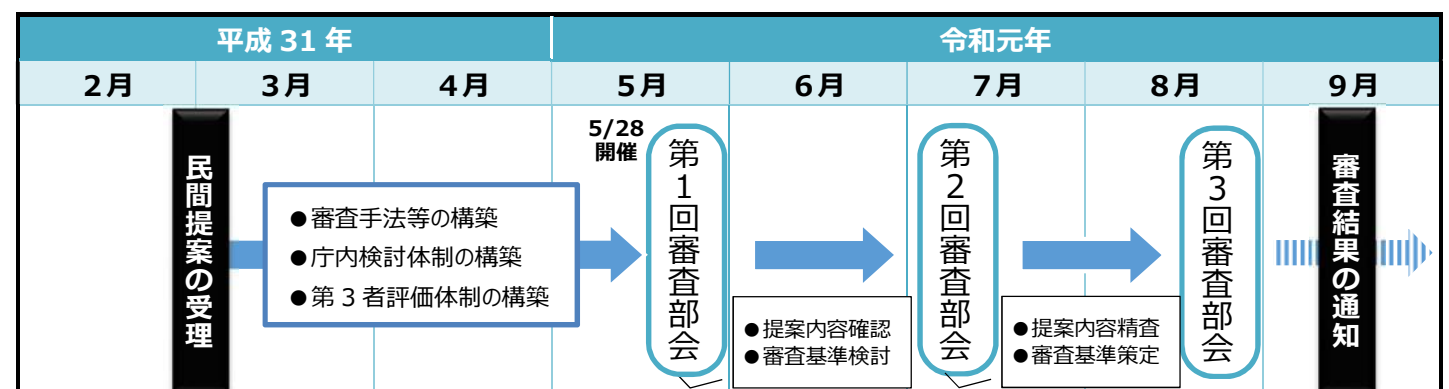 平成 31 年
令和元年
2月
3月
4月
5月
6月
7月
8月
9月
民間提案の受理
●審査手法等の構築
●庁内検討体制の構築
●第 3 者評価体制の構築
5/28
開催
第1回審査部会
●提案内容確認
●審査基準検討
第2回審査部会
●提案内容精査
●審査基準策定
第3回審査部会
審査結果の通知